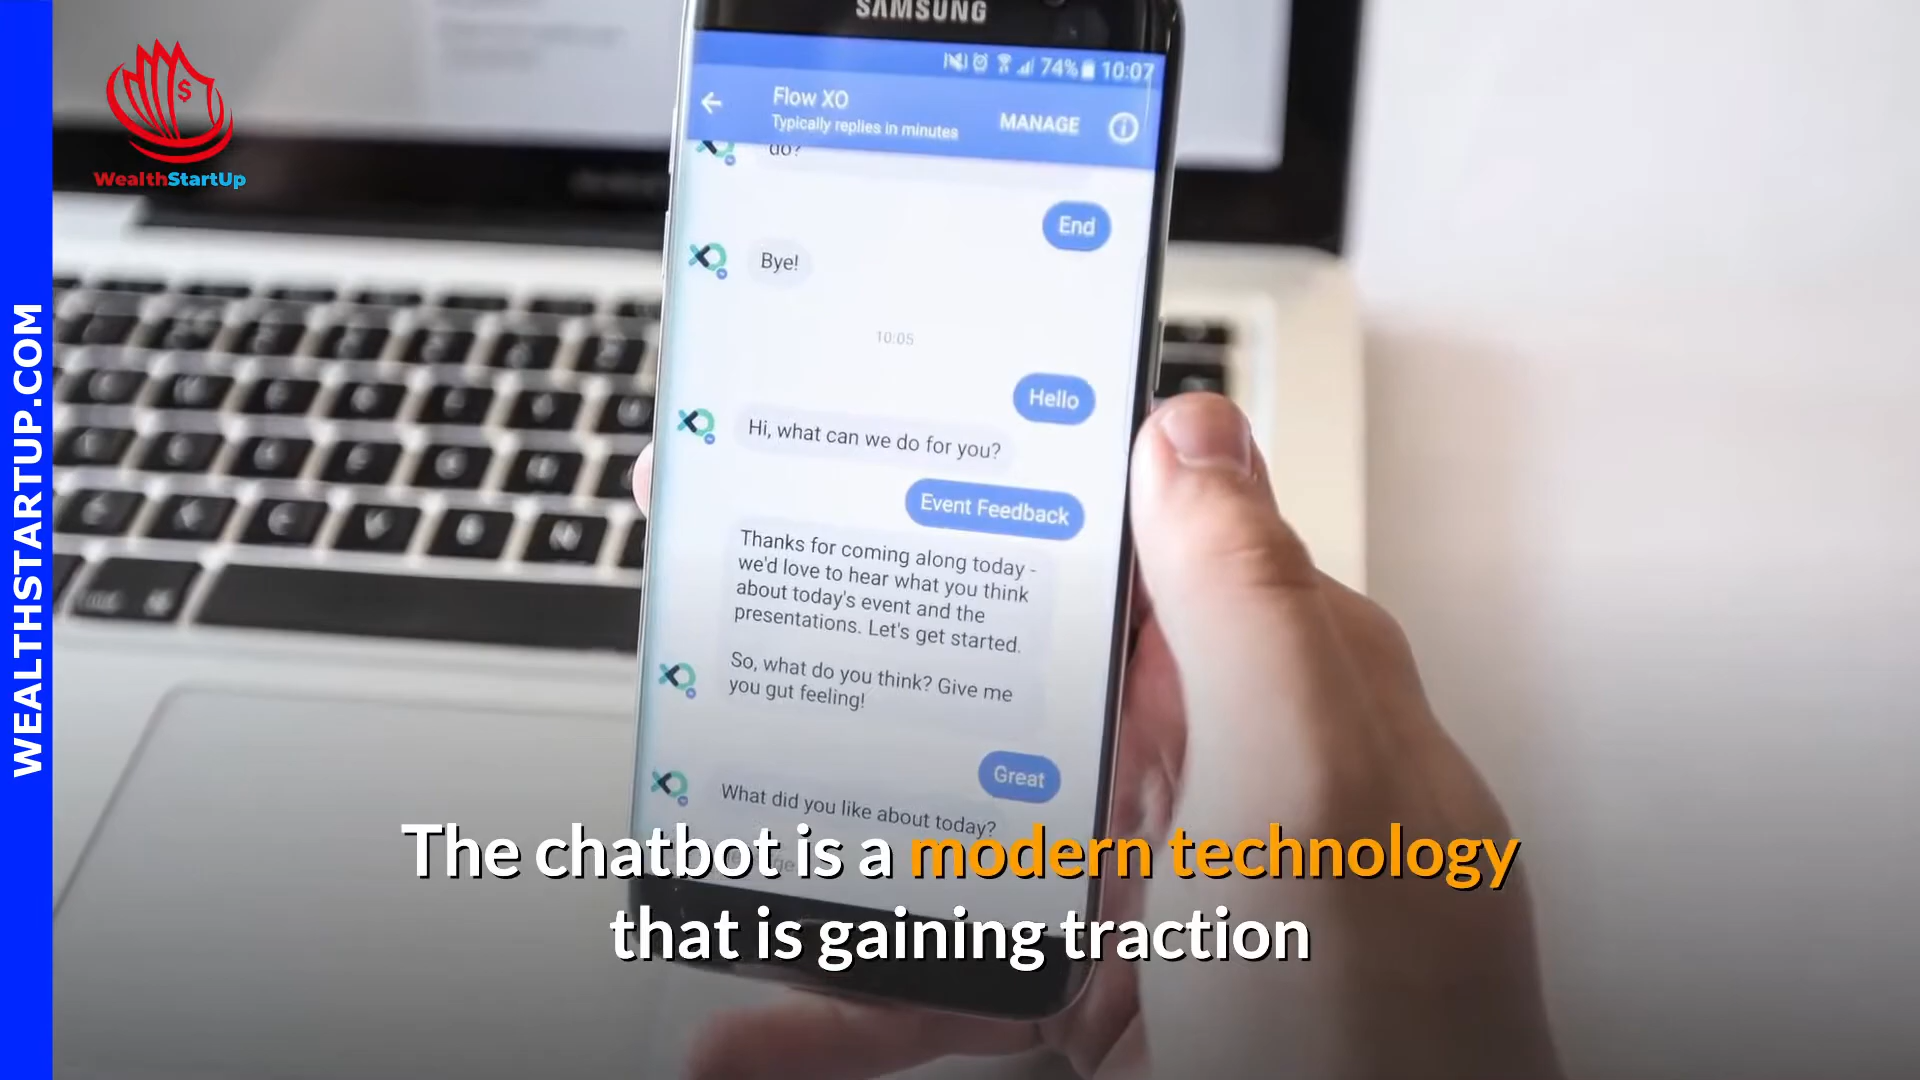 WEALTHSTARTUP.COM
WealthStartUp
SAMSUNG
74% 10:07
Flow XO
Typically replies in minutes
MANAGE
do?
End
Bye!
10:05
Hello
Hi, what can we do for you?
Event Feedback
Thanks for coming along today -
we'd love to hear what you think
about today's event and the
presentations. Let's get started.
So, what do you think? Give me
you gut feeling!
Great
What did you like about today?
The chatbot is a modern technology
that is gaining traction